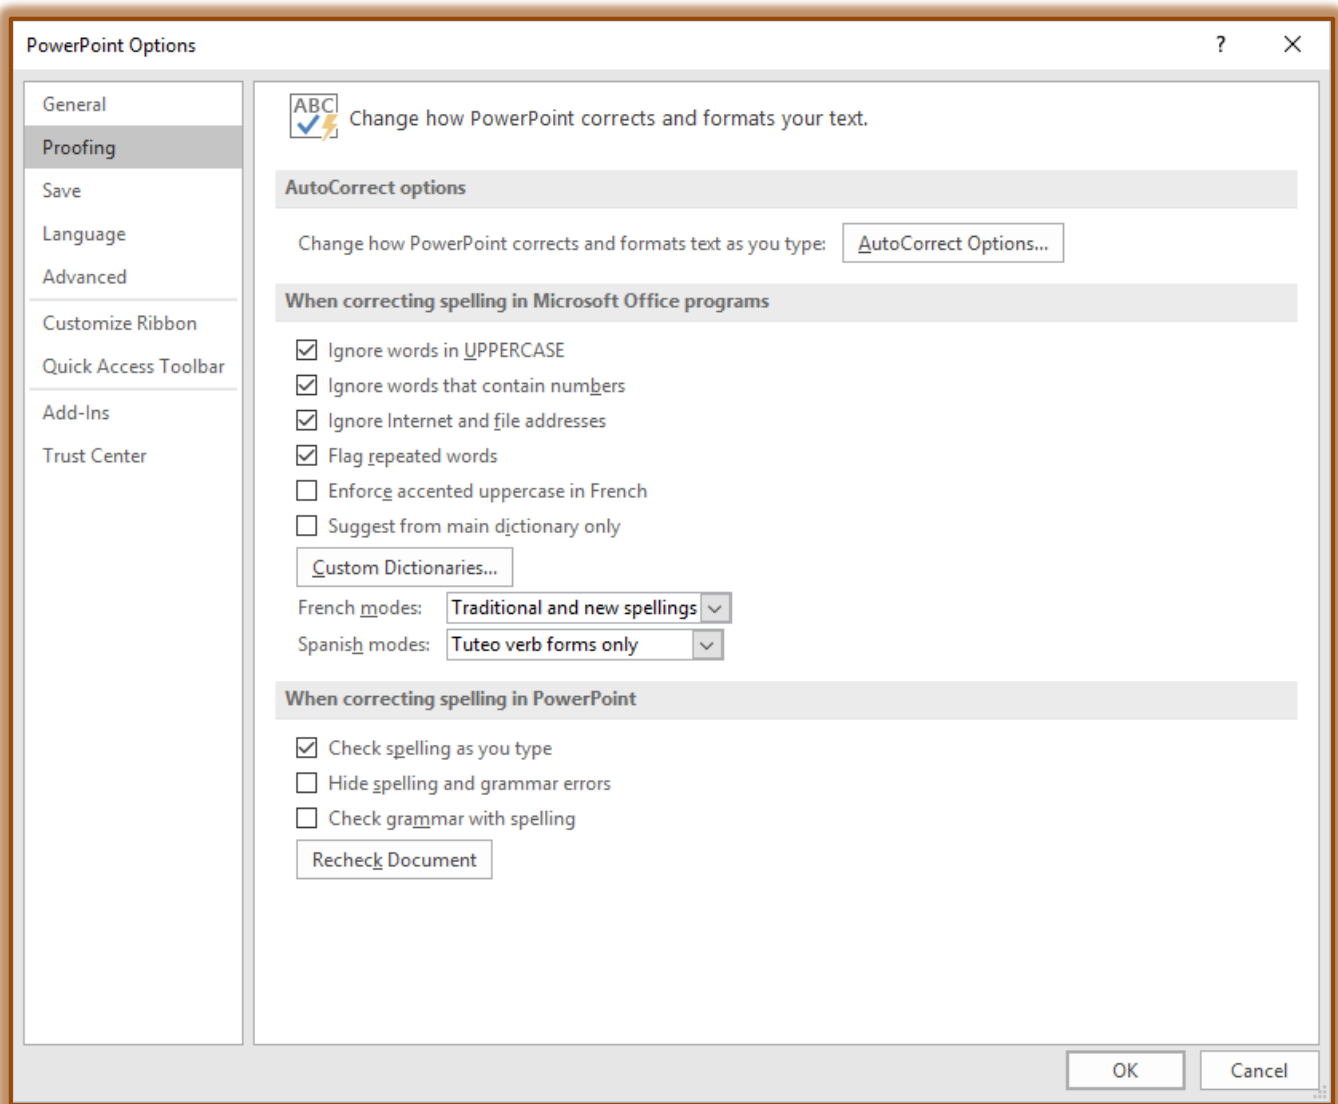 PowerPoint Options
?
General
Proofing
Save
Language
Advanced
Customize Ribbon
Quick Access Toolbar
Add-Ins
Trust Center
ABC
Change how PowerPoint corrects and formats your text.
AutoCorrect options
Change how PowerPoint corrects and formats text as you type: AutoCorrect Options...
When correcting spelling in Microsoft Office programs
Ignore words in UPPERCASE
Ignore words that contain numbers
Ignore Internet and file addresses
Flag repeated words
Enforce accented uppercase in French
Suggest from main dictionary only
Custom Dictionaries...
French modes: Traditional and new spellings
Spanish modes: Tuteo verb forms only
When correcting spelling in PowerPoint
Check spelling as you type
Hide spelling and grammar errors
Check grammar with spelling
Recheck Document
OK Cancel